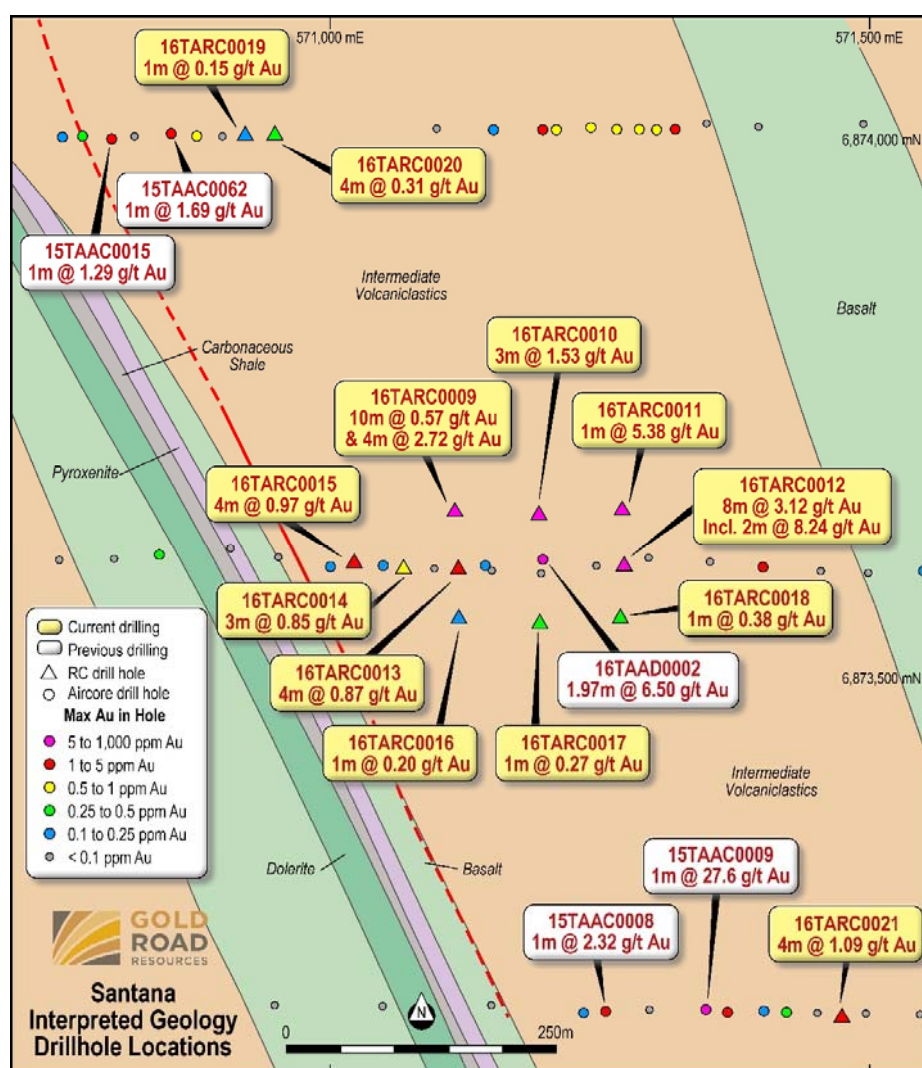 571,000 mE
571,500 mE
16TARC0019
1m @ 0.15 g/t Au
6,874,000 mN
16TARC0020
4m @ 0.31 g/t Au
15TAAC0062
1m @ 1.69 g/t Au
15TAAC0015
1m @ 1.29 g/t Au
Intermediate
Volcaniclastics
Basalt
16TARC0010
3m @ 1.53 g/t Au
Carbonaceous
Shale
16TARC0009
10m @ 0.57 g/t Au
& 4m @ 2.72 g/t Au
16TARC0011
1m @ 5.38 g/t Au
Pyroxenite
16TARC0015
4m @ 0.97 g/t Au
16TARC0012
8m @ 3.12 g/t Au
Incl. 2m @ 8.24 g/t Au
16TARC0014
3m @ 0.85 g/t Au
16TARC0018
1m @ 0.38 g/t Au
16TARC0013
4m @ 0.87 g/t Au
16TAAD0002
1.97m @ 6.50 g/t Au
6,873,500 mN
16TARC0016
1m @ 0.20 g/t Au
16TARC0017
1m @ 0.27 g/t Au
Current drilling
Previous drilling
RC drill hole
Aircore drill hole
Max Au in Hole
5 to 1,000 ppm Au
1 to 5 ppm Au
0.5 to 1 ppm Au
0.25 to 0.5 ppm Au
0.1 to 0.25 ppm Au
< 0.1 ppm Au
Intermediate
Volcaniclastics
Dolerite
Basalt
15TAAC0009
1m @ 27.6 g/t Au
15TAAC0008
1m @ 2.32 g/t Au
16TARC0021
4m @ 1.09 g/t Au
GOLD
ROAD
RESOURCES
Santana
Interpreted Geology
Drillhole Locations
N
0
250m